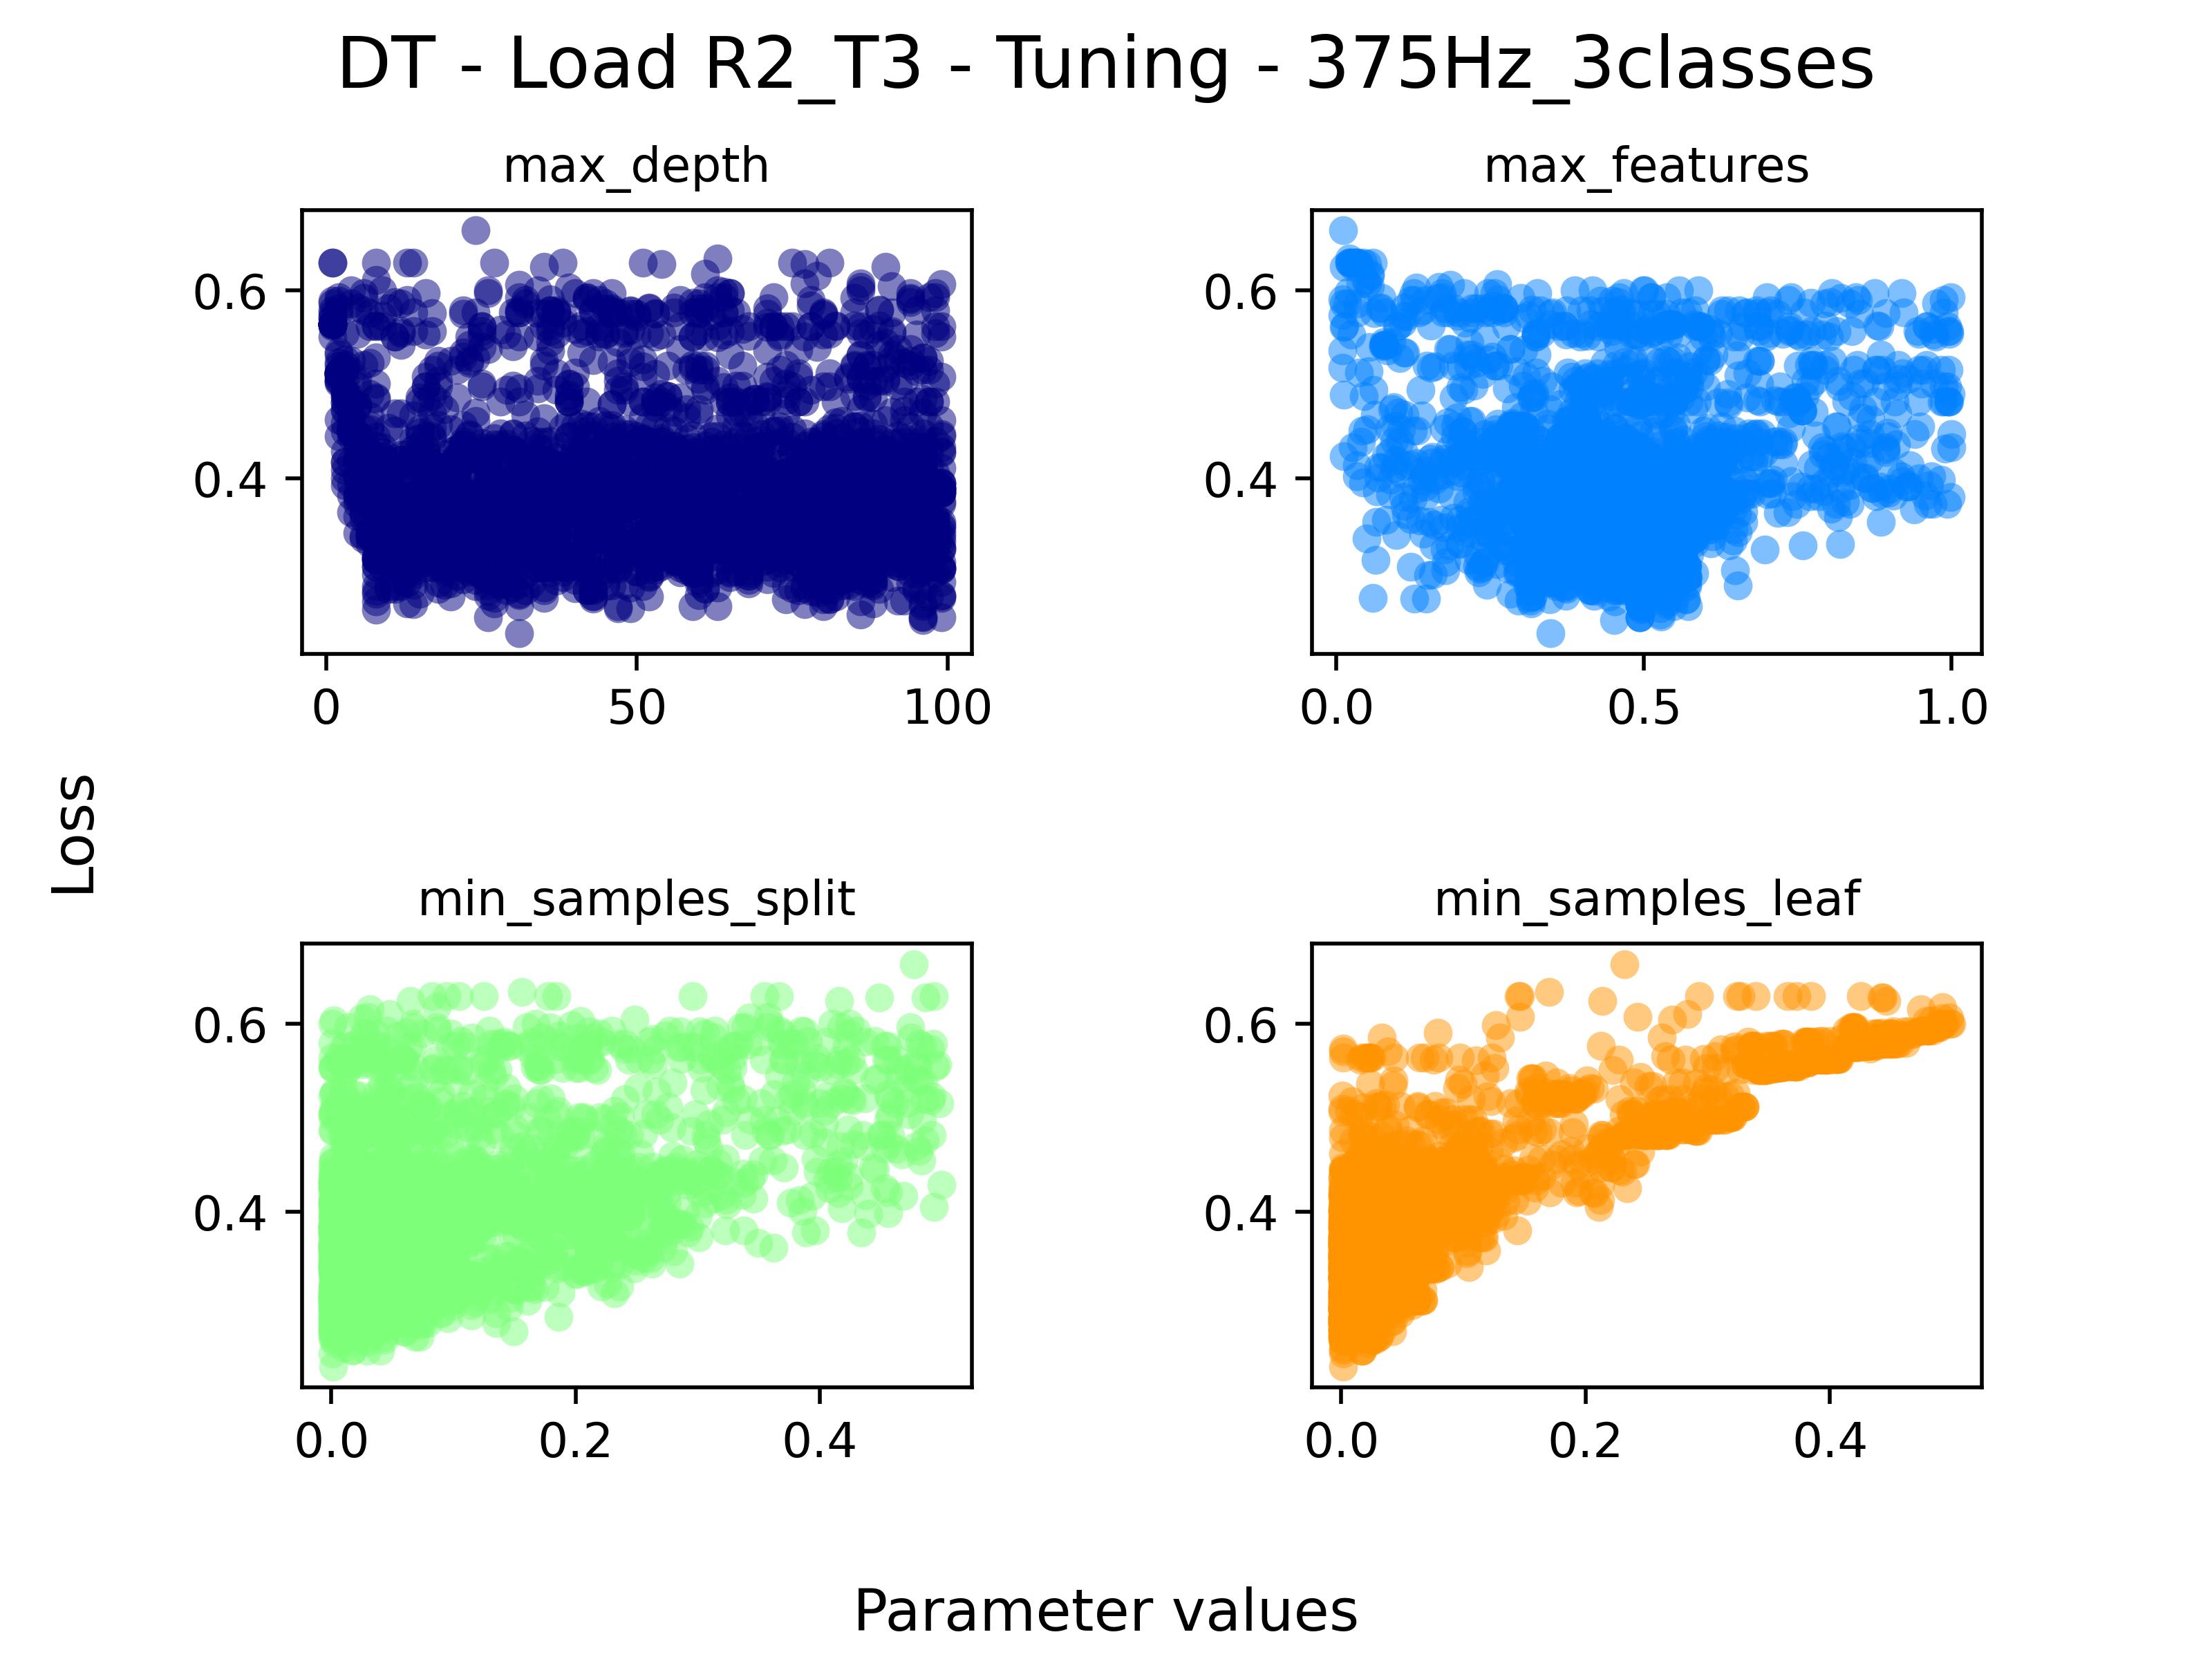 DT - Load R2_T3 - Tuning - 375Hz_3classes
max_depth
max_features
0.6
0.4
0
50
100
0.6
0.4
0.0
0.5
1.0
Loss
min_samples_split
min_samples_leaf
0.6
0.4
0.0
0.2
0.4
0.6
0.4
0.0
0.2
0.4
Parameter values